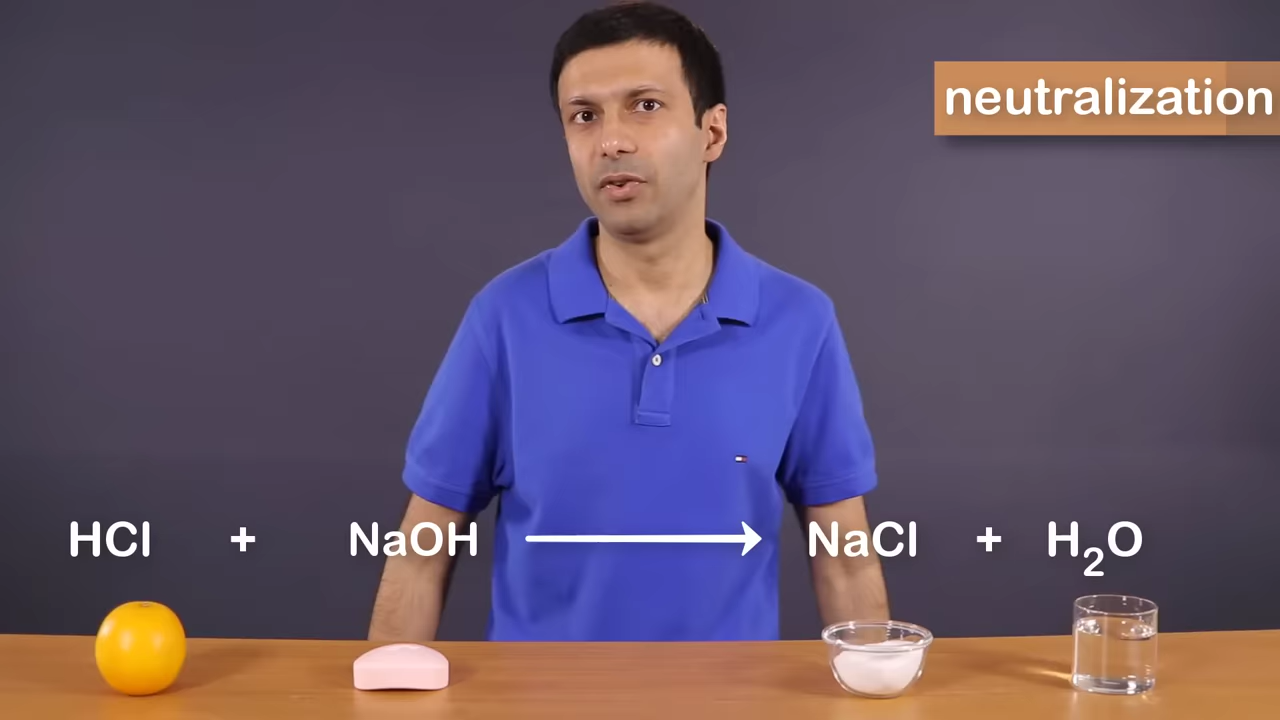 neutralization
HCl + NaOH → NaCl + H₂O